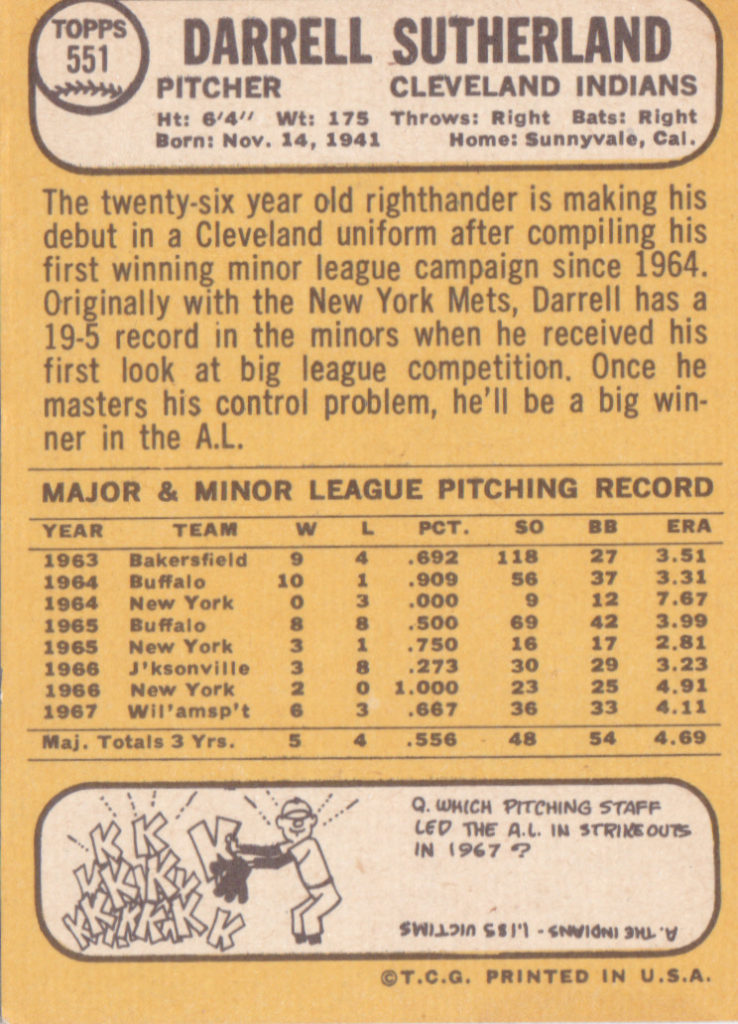 TOPPS
551
DARRELL SUTHERLAND
PITCHER CLEVELAND INDIANS
Ht: 6'4" Wt: 175 Throws: Right Bats: Right
Born: Nov. 14, 1941 Home: Sunnyvale, Cal.
The twenty-six year old righthander is making his
debut in a Cleveland uniform after compiling his
first winning minor league campaign since 1964.
Originally with the New York Mets, Darrell has a
19-5 record in the minors when he received his
first look at big league competition. Once he
masters his control problem, he'll be a big win-
ner in the A.L.
MAJOR & MINOR LEAGUE PITCHING RECORD
YEAR TEAM W L PCT. SO BB ERA
1963 Bakersfield 9 4 .692 118 27 3.51
1964 Buffalo 10 1 .909 56 37 3.31
1964 New York 0 3 .000 9 12 7.67
1965 Buffalo 8 8 .500 69 42 3.99
1965 New York 3 1 .750 16 17 2.81
1966 J'ksonville 3 8 .273 30 29 3.23
1966 New York 2 0 1.000 23 25 4.91
1967 Wil'amsp't 6 3 .667 36 33 4.11
Maj. Totals 3 Yrs. 5 4 .556 48 54 4.69
Q. WHICH PITCHING STAFF
LED THE A.L. IN STRIKEOUTS
IN 1967 ?
A. THE INDIANS - 1,185 VICTIMS
K K K K K K K K K K K K K K
©T.C.G. PRINTED IN U.S.A.